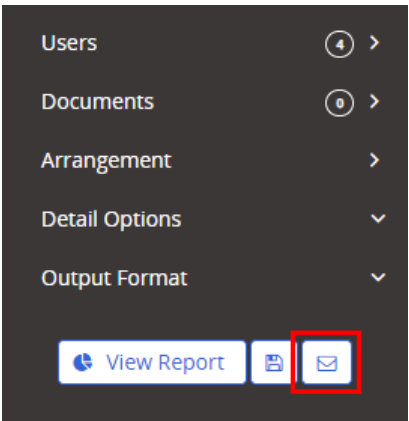 Users 4
Documents 0
Arrangement
Detail Options
Output Format
View Report